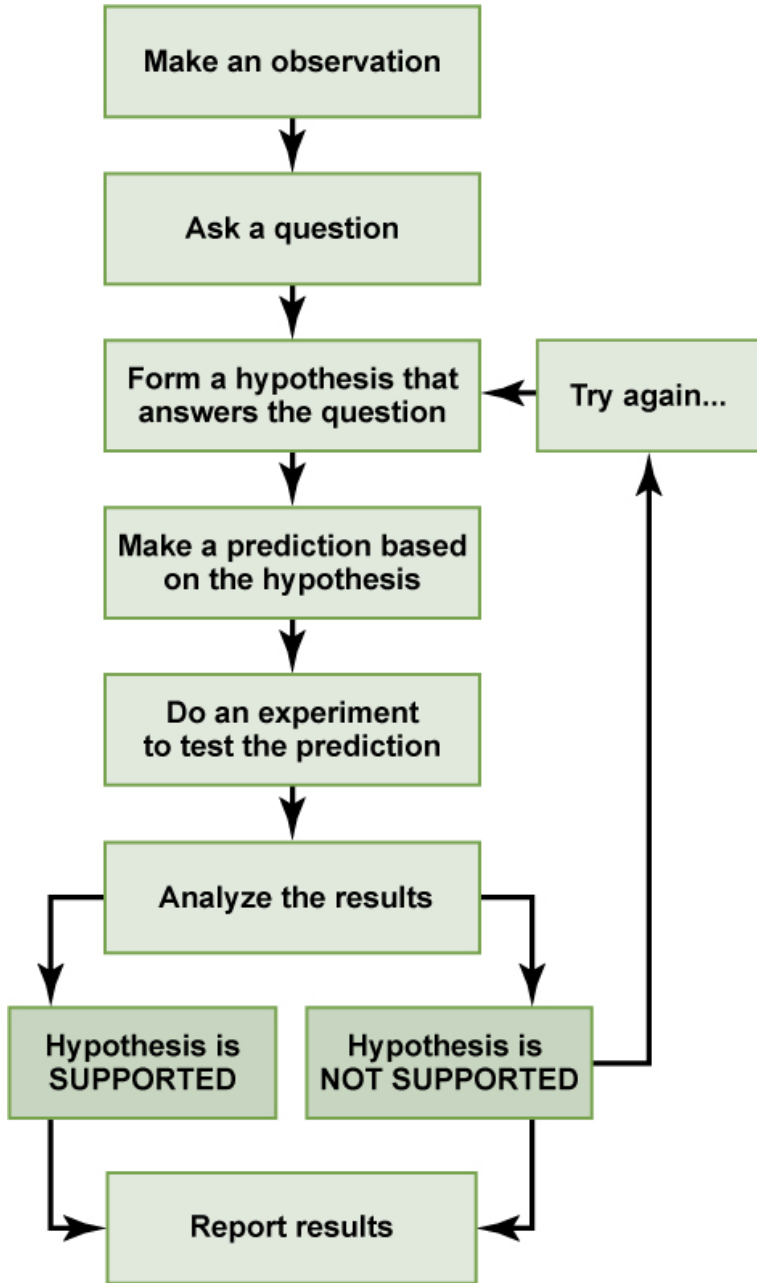 Make an observation
Ask a question
Form a hypothesis that
answers the question
Try again...
Make a prediction based
on the hypothesis
Do an experiment
to test the prediction
Analyze the results
Hypothesis is
SUPPORTED
Hypothesis is
NOT SUPPORTED
Report results